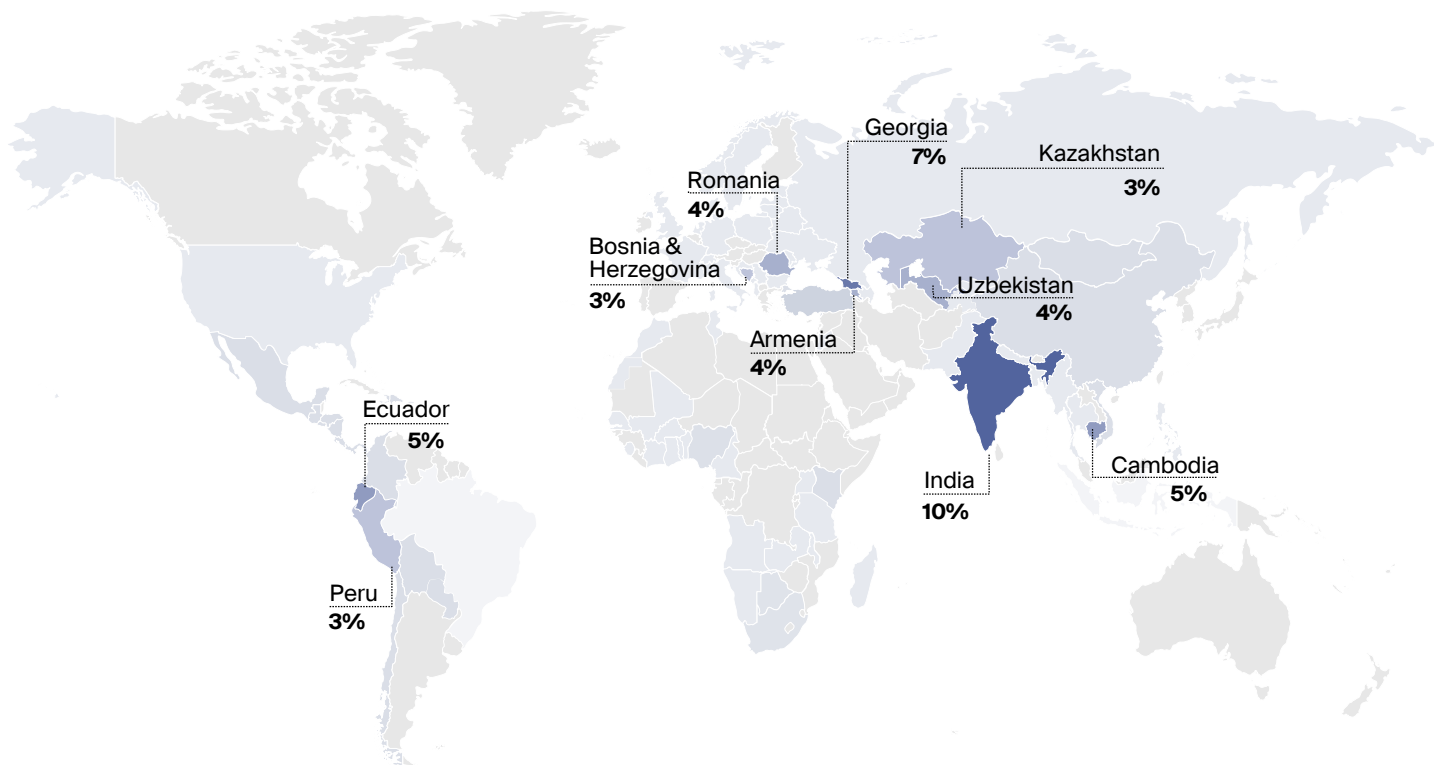 Georgia
7%
Kazakhstan
3%
Romania
4%
Bosnia &
Herzegovina
3%
Uzbekistan
4%
Armenia
4%
Ecuador
5%
Cambodia
5%
India
10%
Peru
3%